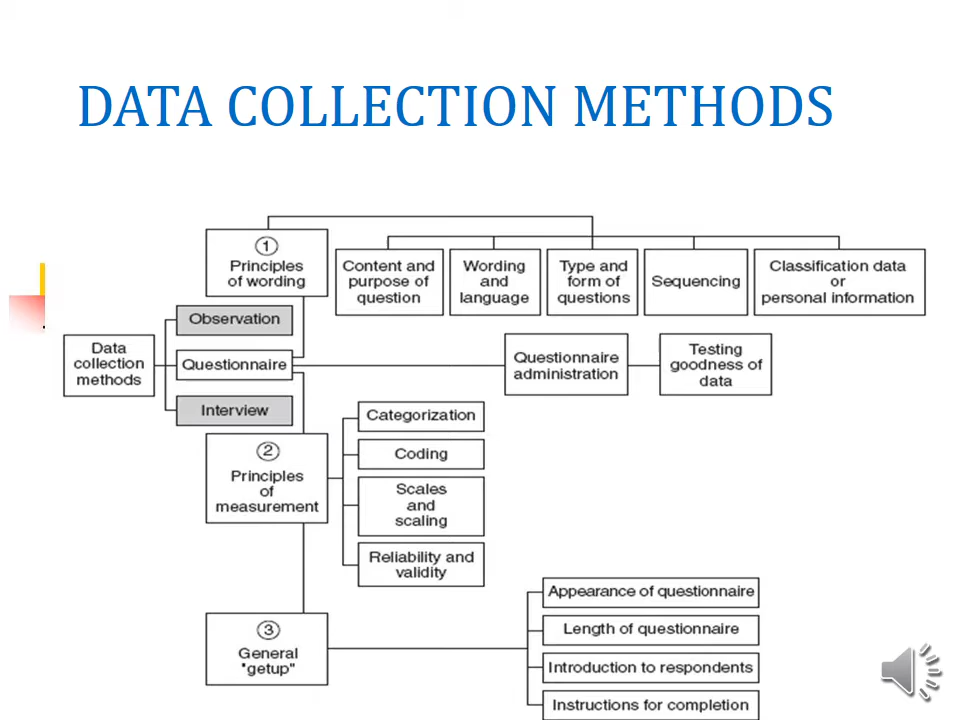 DATA COLLECTION METHODS
1
Principles
of wording
Content and
purpose of
question
Wording
and
language
Type and
form of
questions
Sequencing
Classification data
or
personal information
Observation
Data
collection
methods
Questionnaire
Questionnaire
administration
Testing
goodness of
data
Interview
2
Principles
of
measurement
Categorization
Coding
Scales
and
scaling
Reliability and
validity
3
General
"getup"
Appearance of questionnaire
Length of questionnaire
Introduction to respondents
Instructions for completion